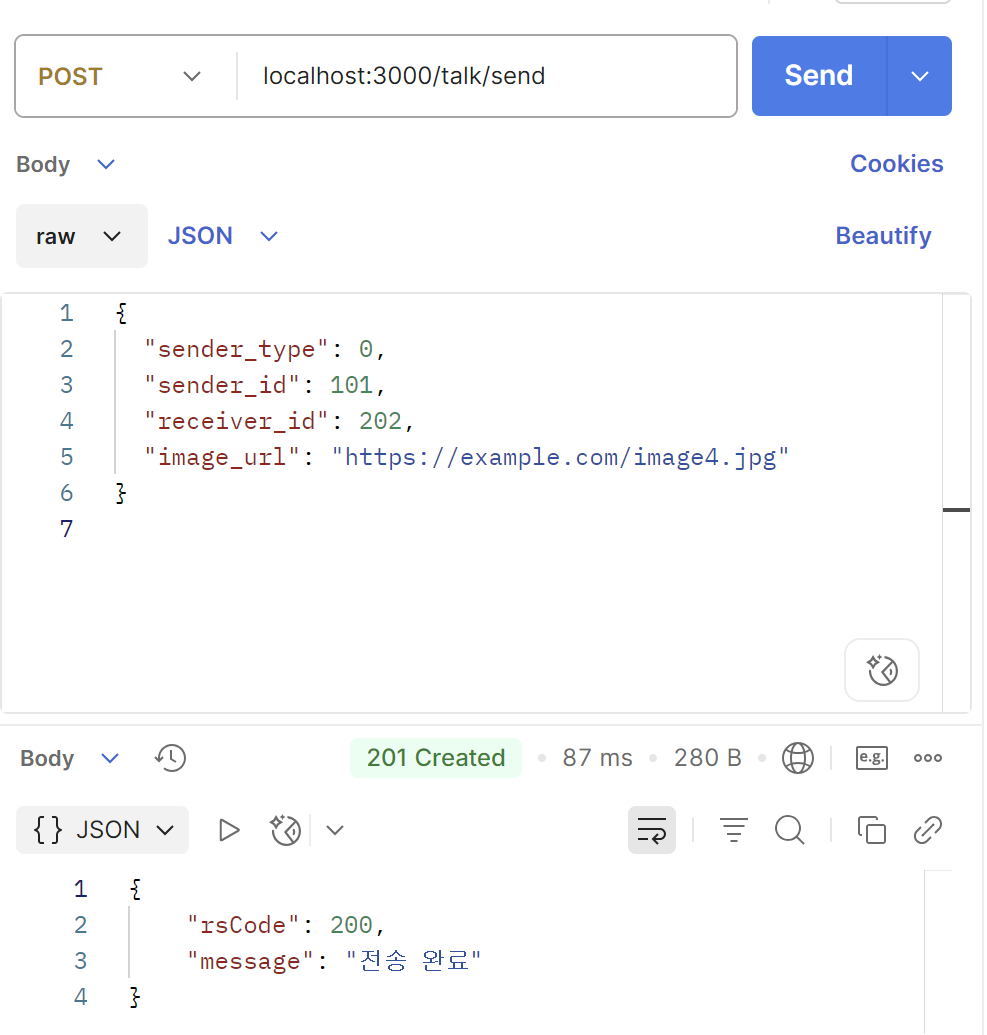 POST localhost:3000/talk/send Send
Body Cookies
raw JSON Beautify
1 {
2 "sender_type": 0,
3 "sender_id": 101,
4 "receiver_id": 202,
5 "image_url": "https://example.com/image4.jpg"
6 }
7
Body 201 Created • 87 ms • 280 B • e.g.
{} JSON
1 {
2 "rsCode": 200,
3 "message": "전송 완료"
4 }